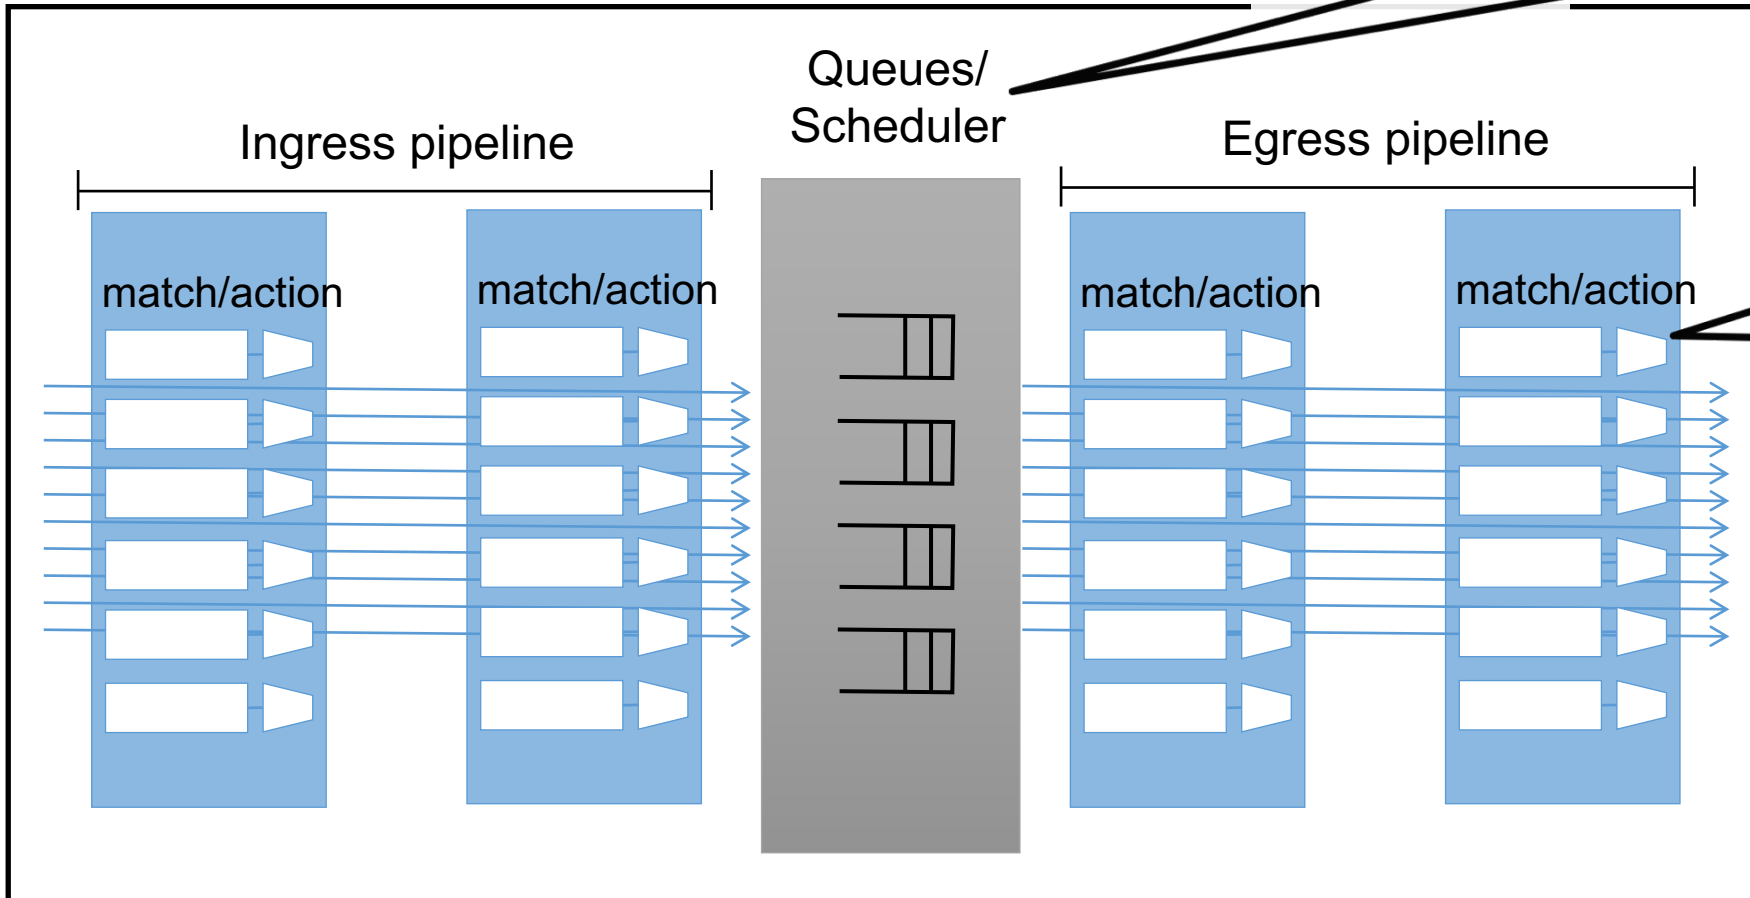 Queues/
Scheduler
Ingress pipeline
Egress pipeline
match/action
match/action
match/action
match/action